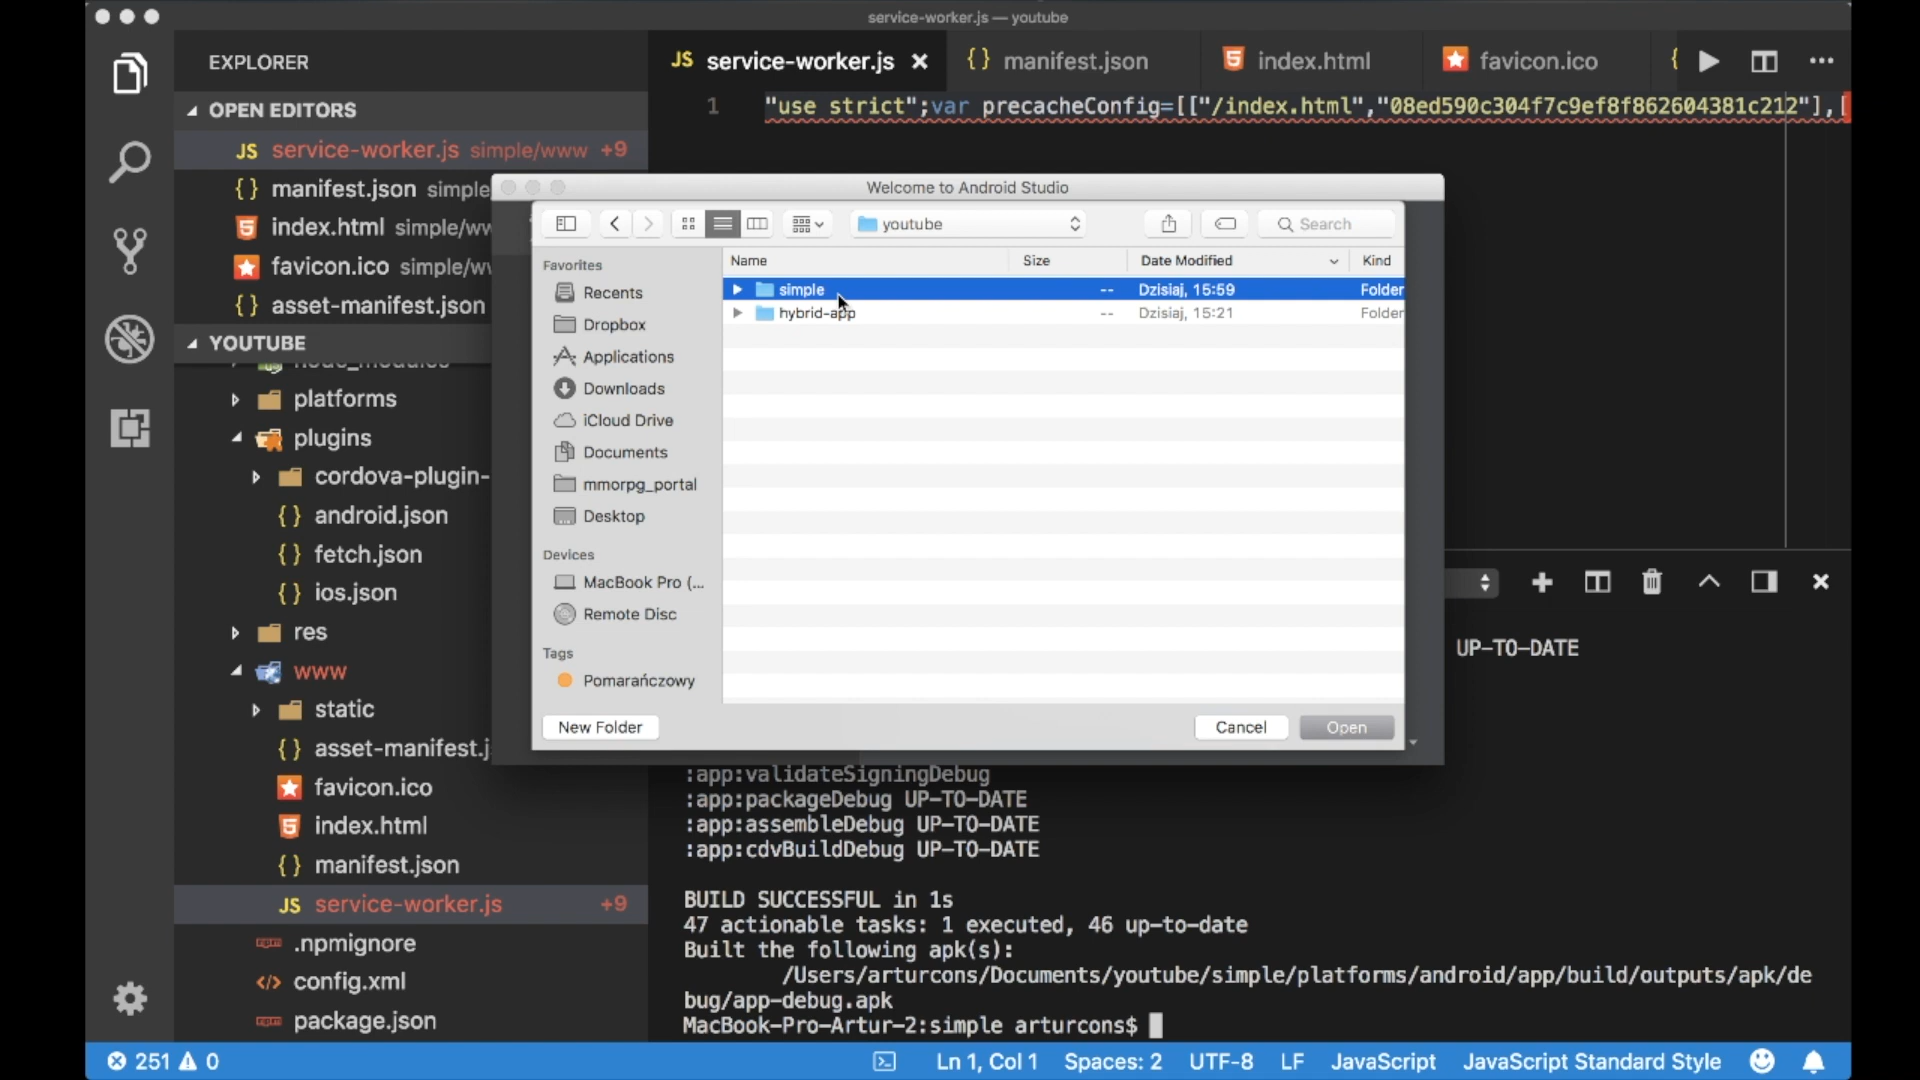 service-worker.js — youtube
EXPLORER
JS service-worker.js
{} manifest.json
index.html
favicon.ico
OPEN EDITORS
1 "use strict";var precacheConfig=[["/index.html","08ed590c304f7c9ef8f862604381c212"],[
JS service-worker.js simple/www +9
{} manifest.json simple
index.html simple/w
favicon.ico simple/w
{} asset-manifest.json
YOUTUBE
platforms
plugins
cordova-plugin-
{} android.json
{} fetch.json
{} ios.json
res
www
static
{} asset-manifest.j
favicon.ico
index.html
{} manifest.json
JS service-worker.js +9
.npmignore
</> config.xml
package.json
Welcome to Android Studio
youtube
Search
Favorites
Recents
Dropbox
Applications
Downloads
iCloud Drive
Documents
mmorpg_portal
Desktop
Devices
MacBook Pro (...
Remote Disc
Tags
Pomarańczowy
Name Size Date Modified Kind
simple -- Dzisiaj, 15:59 Folder
hybrid-app -- Dzisiaj, 15:21 Folder
New Folder
Cancel
Open
UP-TO-DATE
:app:validateSigningDebug
:app:packageDebug UP-TO-DATE
:app:assembleDebug UP-TO-DATE
:app:cdvBuildDebug UP-TO-DATE
BUILD SUCCESSFUL in 1s
47 actionable tasks: 1 executed, 46 up-to-date
Built the following apk(s):
/Users/arturcons/Documents/youtube/simple/platforms/android/app/build/outputs/apk/de
bug/app-debug.apk
MacBook-Pro-Artur-2:simple arturcons$
251 0
Ln 1, Col 1 Spaces: 2 UTF-8 LF JavaScript JavaScript Standard Style